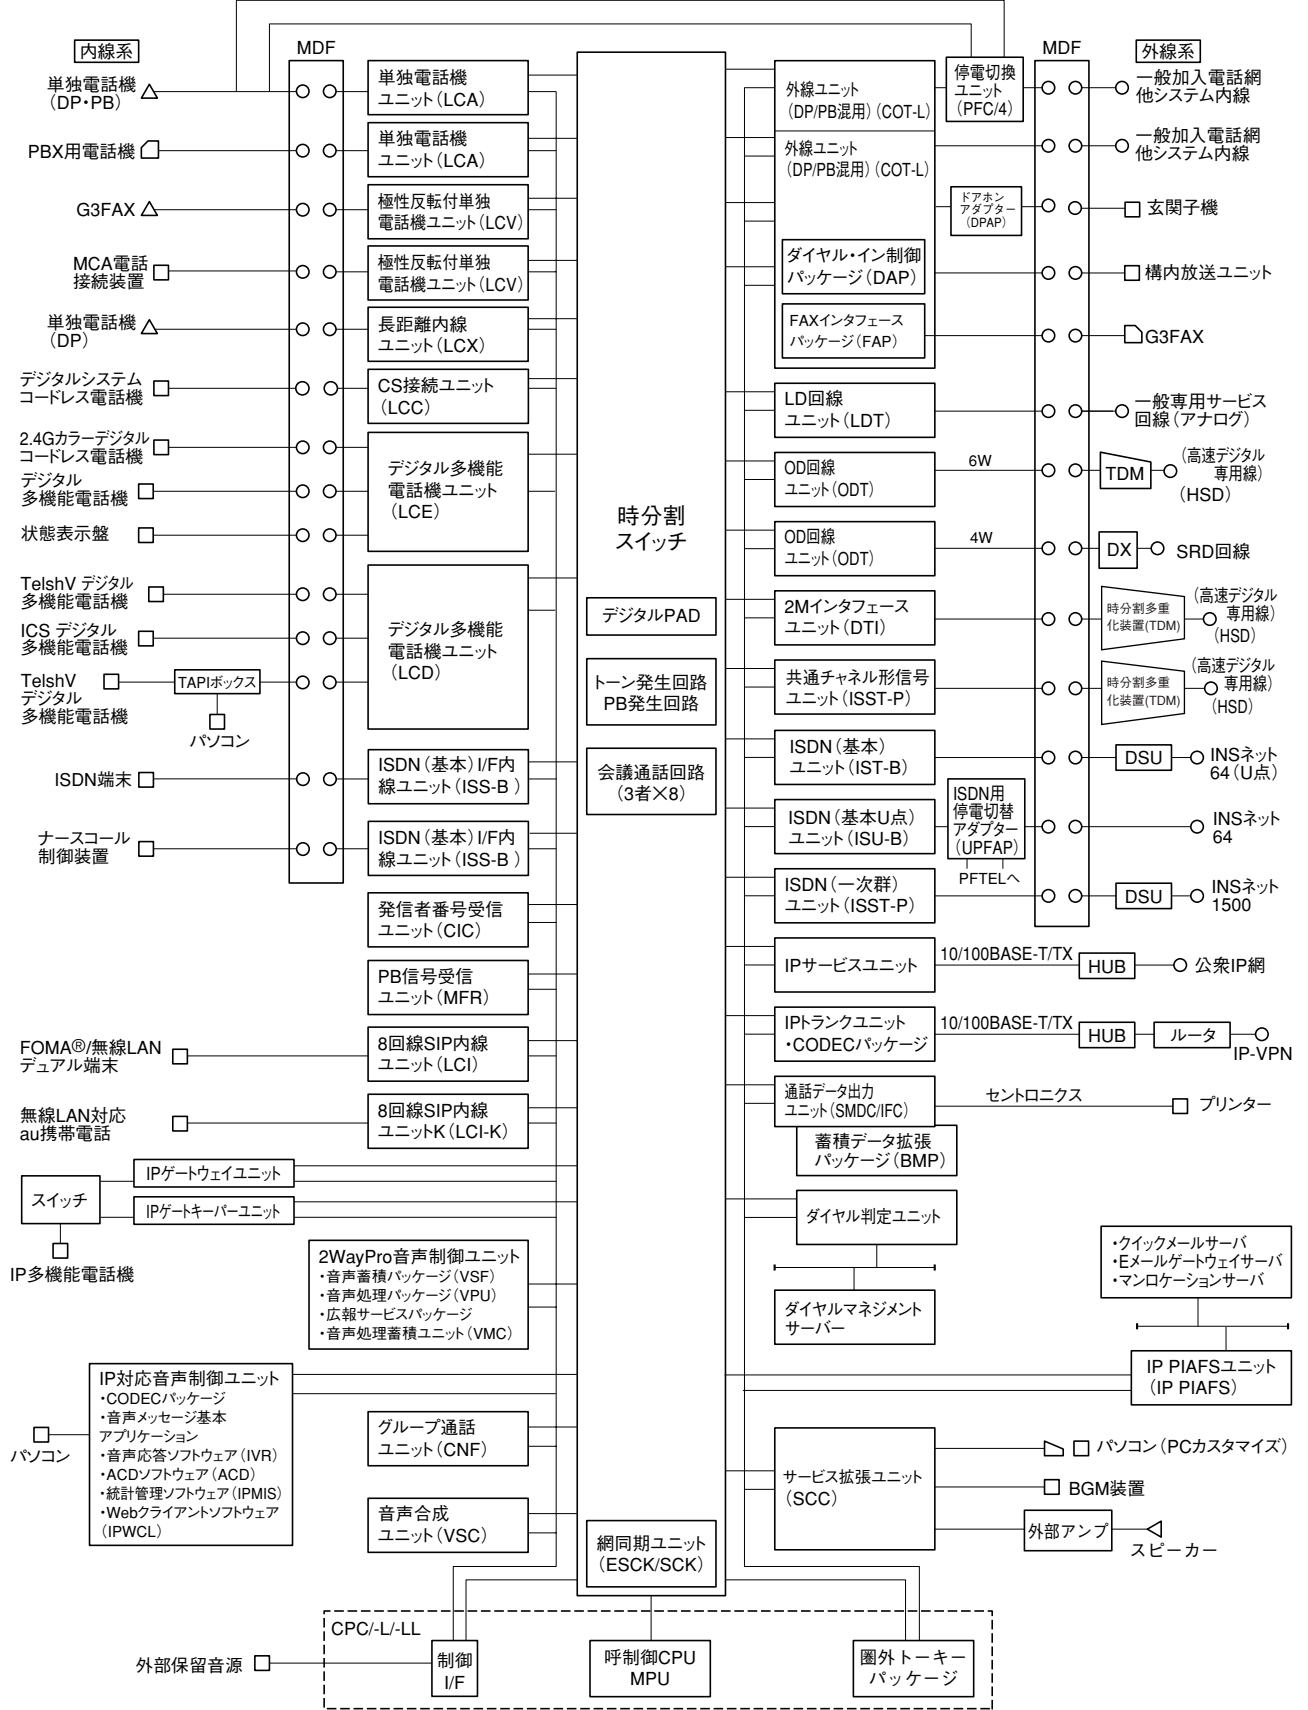 内線系
MDF
単独電話機
（DP・PB）
PBX用電話機
G3FAX
MCA電話
接続装置
単独電話機
（DP）
デジタルシステム
コードレス電話機
2.4Gカラーデジタル
コードレス電話機
デジタル
多機能電話機
状態表示盤
TelshV デジタル
多機能電話機
ICS デジタル
多機能電話機
TelshV
デジタル
多機能電話機
TAPIボックス
パソコン
ISDN端末
ナースコール
制御装置
FOMA®/無線LAN
デュアル端末
無線LAN対応
au携帯電話
スイッチ
IPゲートウェイユニット
IPゲートキーパーユニット
IP多機能電話機
単独電話機
ユニット（LCA）
単独電話機
ユニット（LCA）
極性反転付単独
電話機ユニット（LCV）
極性反転付単独
電話機ユニット（LCV）
長距離内線
ユニット（LCX）
CS接続ユニット
（LCC）
デジタル多機能
電話機ユニット
（LCE）
デジタル多機能
電話機ユニット
（LCD）
ISDN（基本）I/F内
線ユニット（ISS-B ）
ISDN（基本）I/F内
線ユニット（ISS-B ）
発信者番号受信
ユニット（CIC）
PB信号受信
ユニット（MFR）
8回線SIP内線
ユニット（LCI）
8回線SIP内線
ユニットK（LCI-K）
2WayPro音声制御ユニット
・音声蓄積パッケージ（VSF）
・音声処理パッケージ（VPU）
・広報サービスパッケージ
・音声処理蓄積ユニット（VMC）
IP対応音声制御ユニット
・CODECパッケージ
・音声メッセージ基本
アプリケーション
・音声応答ソフトウェア（IVR）
・ACDソフトウェア（ACD）
・統計管理ソフトウェア（IPMIS）
・Webクライアントソフトウェア
（IPWCL）
パソコン
グループ通話
ユニット（CNF）
音声合成
ユニット（VSC）
時分割
スイッチ
デジタルPAD
トーン発生回路
PB発生回路
会議通話回路
（3者×8）
網同期ユニット
（ESCK/SCK）
CPC/-L/-LL
外部保留音源
制御
I/F
呼制御CPU
MPU
圏外トーキー
パッケージ
外線ユニット
（DP/PB混用）（COT-L）
外線ユニット
（DP/PB混用）（COT-L）
ダイヤル・イン制御
パッケージ（DAP）
FAXインタフェース
パッケージ（FAP）
LD回線
ユニット（LDT）
OD回線
ユニット（ODT）
6W
OD回線
ユニット（ODT）
4W
2Mインタフェース
ユニット（DTI）
共通チャネル形信号
ユニット（ISST-P）
ISDN（基本）
（IST-B）
ISDN（基本U点）
ユニット（ISU-B）
ISDN（一次群）
ユニット（ISST-P）
IPサービスユニット
10/100BASE-T/TX
HUB
公衆IP網
IPトランクユニット
・CODECパッケージ
10/100BASE-T/TX
HUB
ルータ
IP-VPN
通話データ出力
ユニット（SMDC/IFC）
セントロニクス
プリンター
蓄積データ拡張
パッケージ（BMP）
ダイヤル判定ユニット
ダイヤルマネジメント
サーバー
・クイックメールサーバ
・Eメールゲートウェイサーバ
・マンロケーションサーバ
IP PIAFSユニット
（IP PIAFS）
サービス拡張ユニット
（SCC）
パソコン（PCカスタマイズ）
BGM装置
外部アンプ
スピーカー
停電切換
ユニット
（PFC/4）
ドアホン
アダプター
（DPAP）
ISDN用
停電切替
アダプター
（UPFAP）
PFTELへ
MDF
外線系
一般加入電話網
他システム内線
一般加入電話網
他システム内線
玄関子機
構内放送ユニット
G3FAX
一般専用サービス
回線（アナログ）
TDM
（高速デジタル
専用線）
（HSD）
DX
SRD回線
時分割多重
化装置(TDM)
（高速デジタル
専用線）
（HSD）
時分割多重
化装置(TDM)
（高速デジタル
専用線）
（HSD）
DSU
INSネット
64（U点）
INSネット
64
DSU
INSネット
1500